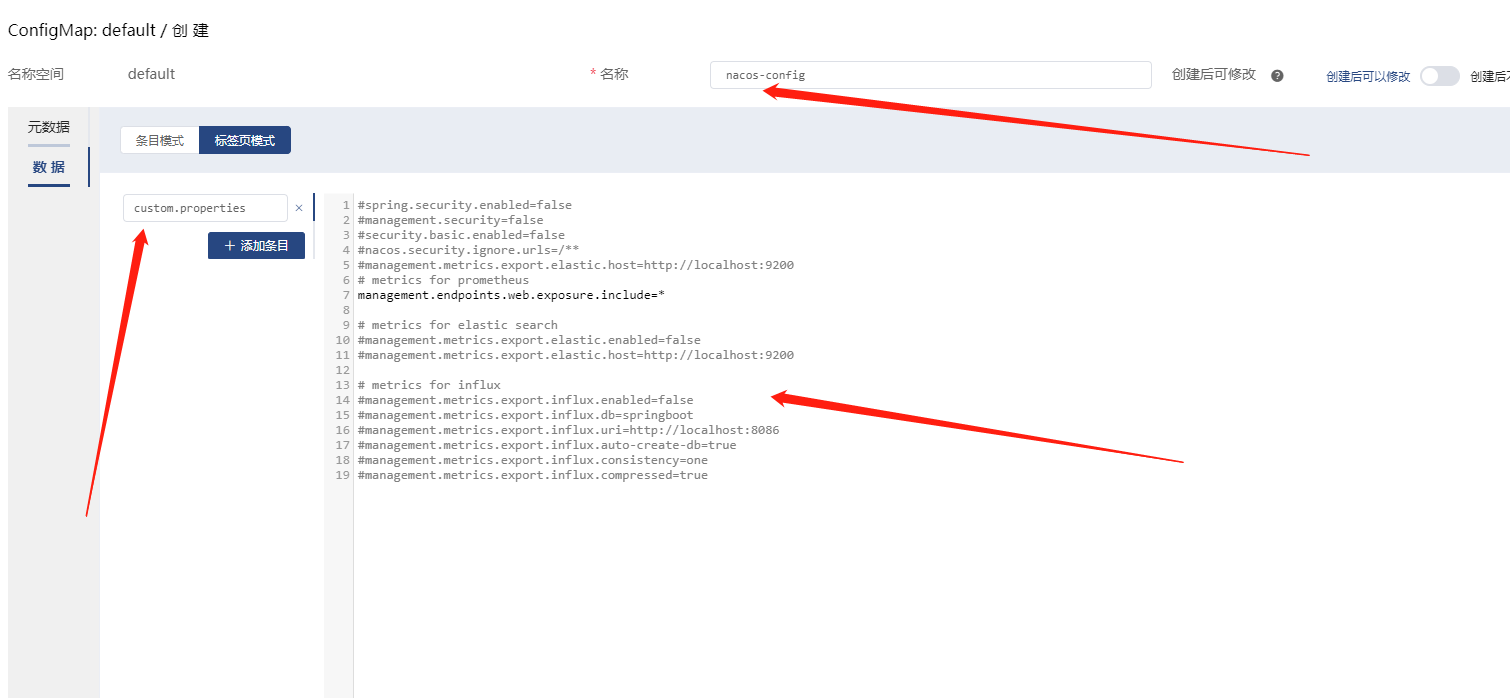 ConfigMap: default / 创 建
名称空间 default * 名称 nacos-config 创建后可修改 ? 创建后可以修改 创建后
元数据
数 据
条目模式 标签页模式
custom.properties ×
+ 添加条目
1 #spring.security.enabled=false
2 #management.security=false
3 #security.basic.enabled=false
4 #nacos.security.ignore.urls=/**
5 #management.metrics.export.elastic.host=http://localhost:9200
6 # metrics for prometheus
7 management.endpoints.web.exposure.include=*
8
9 # metrics for elastic search
10 #management.metrics.export.elastic.enabled=false
11 #management.metrics.export.elastic.host=http://localhost:9200
12
13 # metrics for influx
14 #management.metrics.export.influx.enabled=false
15 #management.metrics.export.influx.db=springboot
16 #management.metrics.export.influx.uri=http://localhost:8086
17 #management.metrics.export.influx.auto-create-db=true
18 #management.metrics.export.influx.consistency=one
19 #management.metrics.export.influx.compressed=true